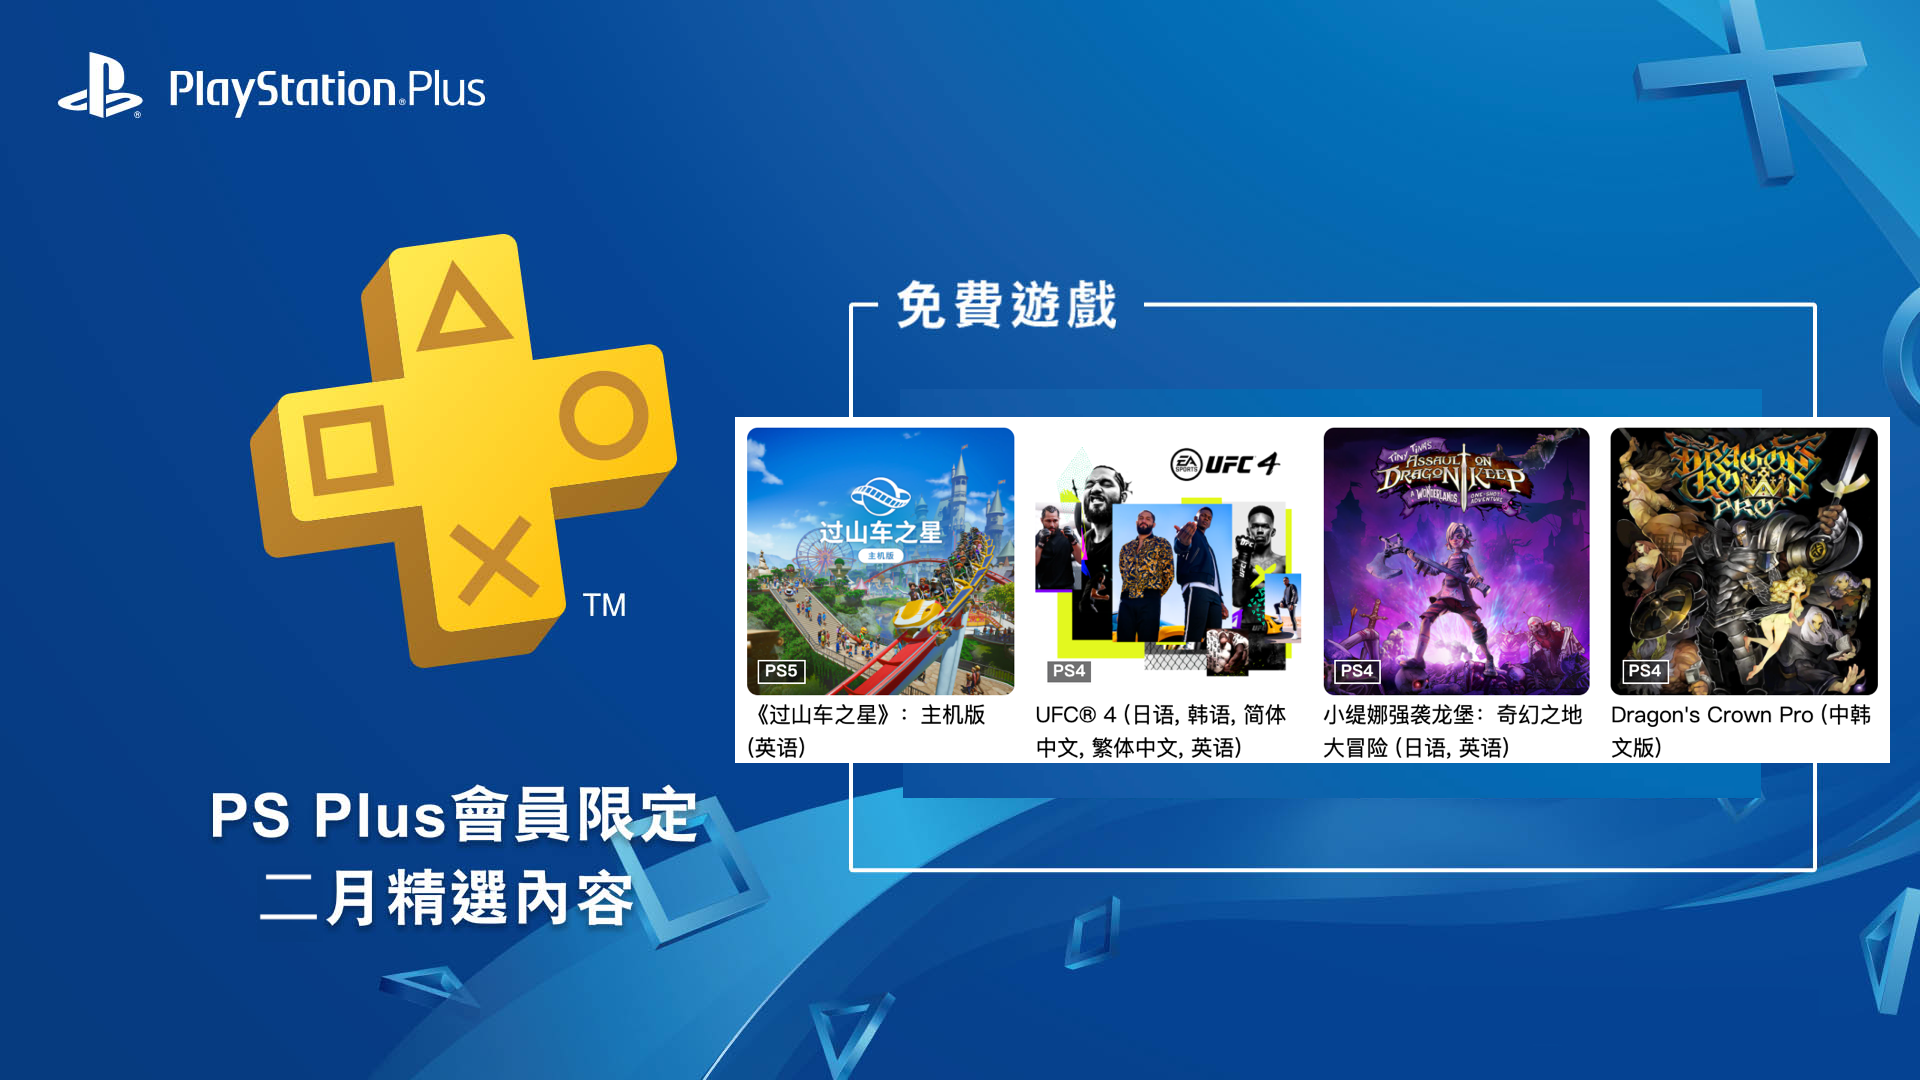 PlayStation®Plus
TM
PS Plus會員限定
二月精選內容
免費遊戲
过山车之星
主机版
PS5
《过山车之星》：主机版
(英语)
EA SPORTS UFC 4
PS4
UFC® 4 (日语, 韩语, 简体
中文, 繁体中文, 英语)
TINY TINA'S
ASSAULT ON
DRAGON KEEP
A WONDERLANDS ONE-SHOT ADVENTURE
PS4
小缇娜强袭龙堡：奇幻之地
大冒险 (日语, 英语)
DRAGON'S
CROWN
PRO
PS4
Dragon's Crown Pro (中韩
文版)